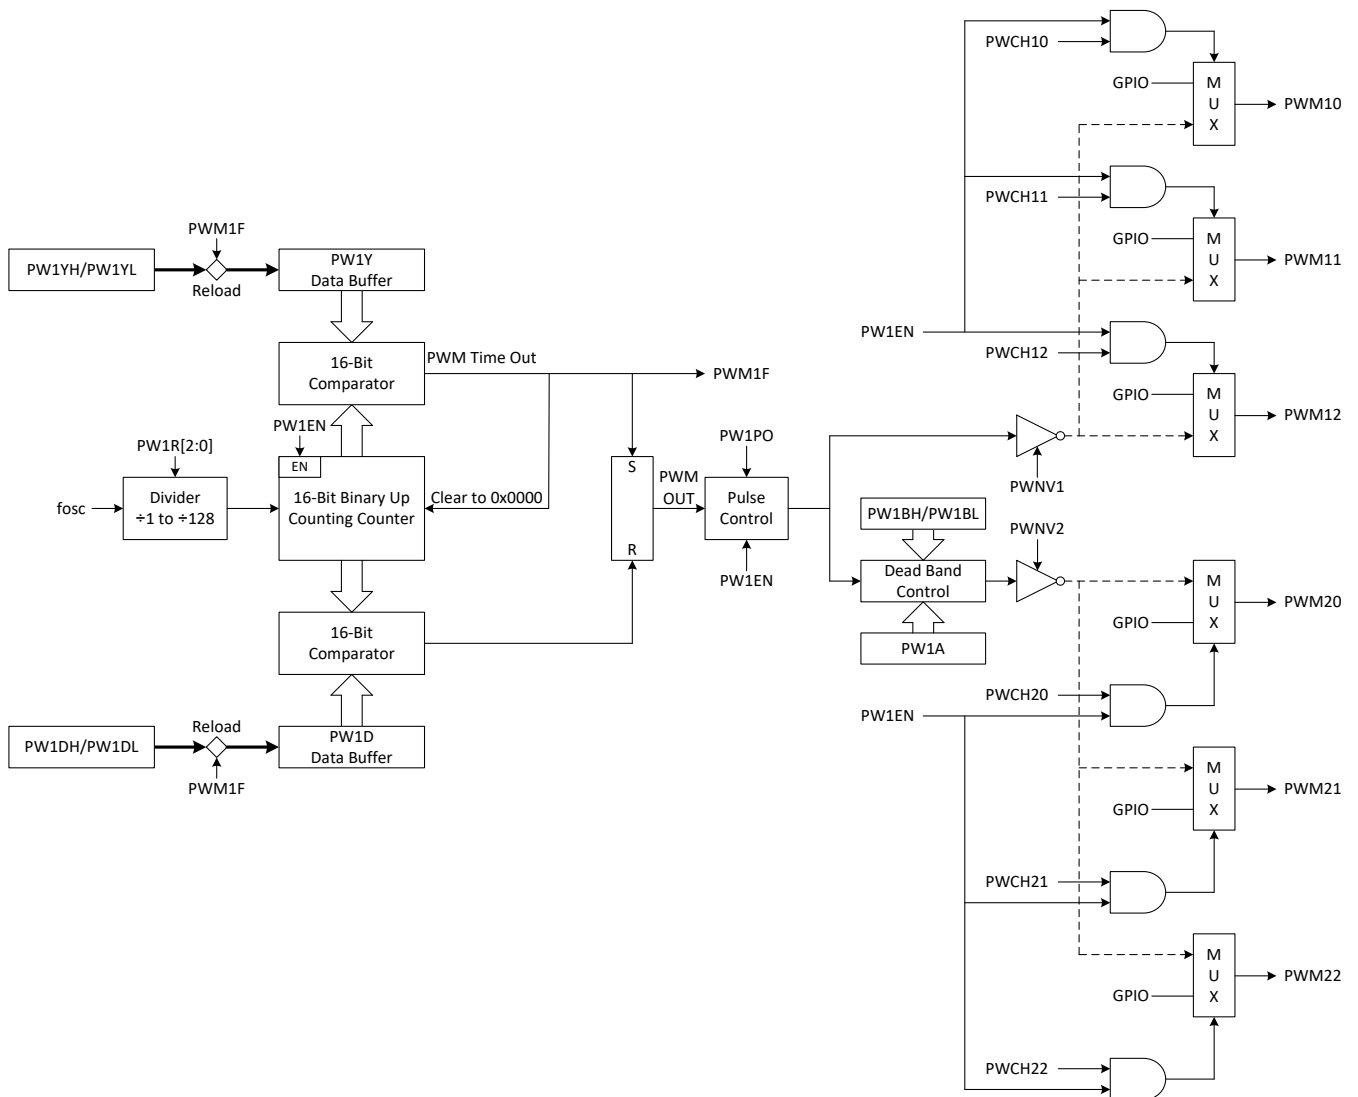 PWCH10
GPIO
M
U
X
PWM10
PWCH11
GPIO
M
U
X
PWM11
PW1EN
PWCH12
GPIO
M
U
X
PWM12
PWM1F
PW1YH/PW1YL
Reload
PW1Y
Data Buffer
16-Bit
Comparator
PWM Time Out
PWM1F
PW1EN
EN
PW1R[2:0]
fosc
Divider
÷1 to ÷128
16-Bit Binary Up
Counting Counter
Clear to 0x0000
S
R
PWM
OUT
PW1PO
Pulse
Control
PW1EN
PWNV1
PW1BH/PW1BL
PWNV2
Dead Band
Control
PW1A
16-Bit
Comparator
PW1DH/PW1DL
Reload
PWM1F
PW1D
Data Buffer
M
U
X
GPIO
PWM20
PWCH20
PW1EN
M
U
X
GPIO
PWM21
PWCH21
M
U
X
GPIO
PWM22
PWCH22